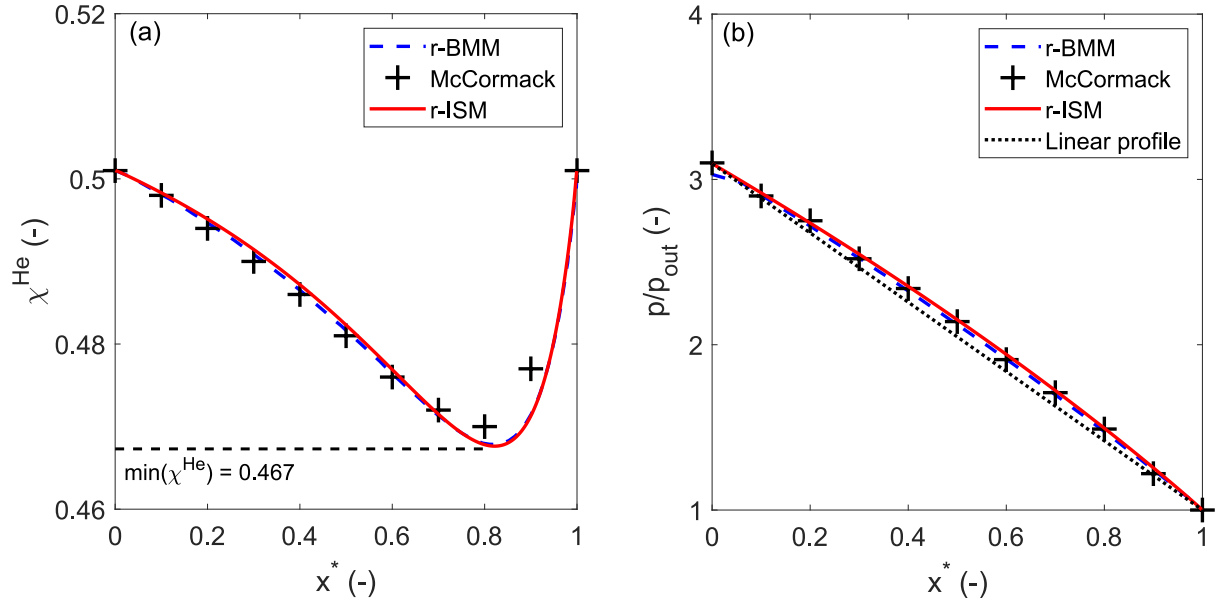 (a)
r-BMM
McCormack
r-ISM
0.52
0.5
0.48
0.46
χ^He (-)
min(χ^He) = 0.467
0 0.2 0.4 0.6 0.8 1
x^* (-)
(b)
r-BMM
McCormack
r-ISM
Linear profile
4
3
2
1
p/p_out (-)
0 0.2 0.4 0.6 0.8 1
x^* (-)